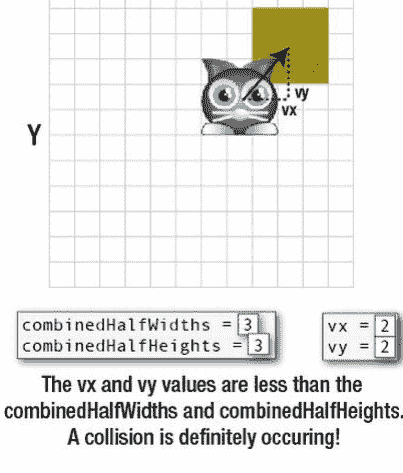 vy
vx
Y
combinedHalfWidths = 3
combinedHalfHeights = 3
vx = 2
vy = 2
The vx and vy values are less than the
combinedHalfWidths and combinedHalfHeights.
A collision is definitely occuring!